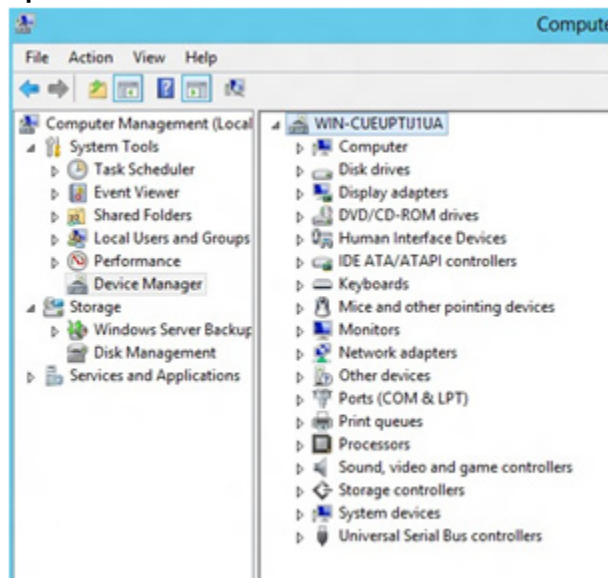 Compute
File Action View Help
Computer Management (Local
System Tools
Task Scheduler
Event Viewer
Shared Folders
Local Users and Groups
Performance
Device Manager
Storage
Windows Server Backup
Disk Management
Services and Applications
WIN-CUEUPTIJ1UA
Computer
Disk drives
Display adapters
DVD/CD-ROM drives
Human Interface Devices
IDE ATA/ATAPI controllers
Keyboards
Mice and other pointing devices
Monitors
Network adapters
Other devices
Ports (COM & LPT)
Print queues
Processors
Sound, video and game controllers
Storage controllers
System devices
Universal Serial Bus controllers